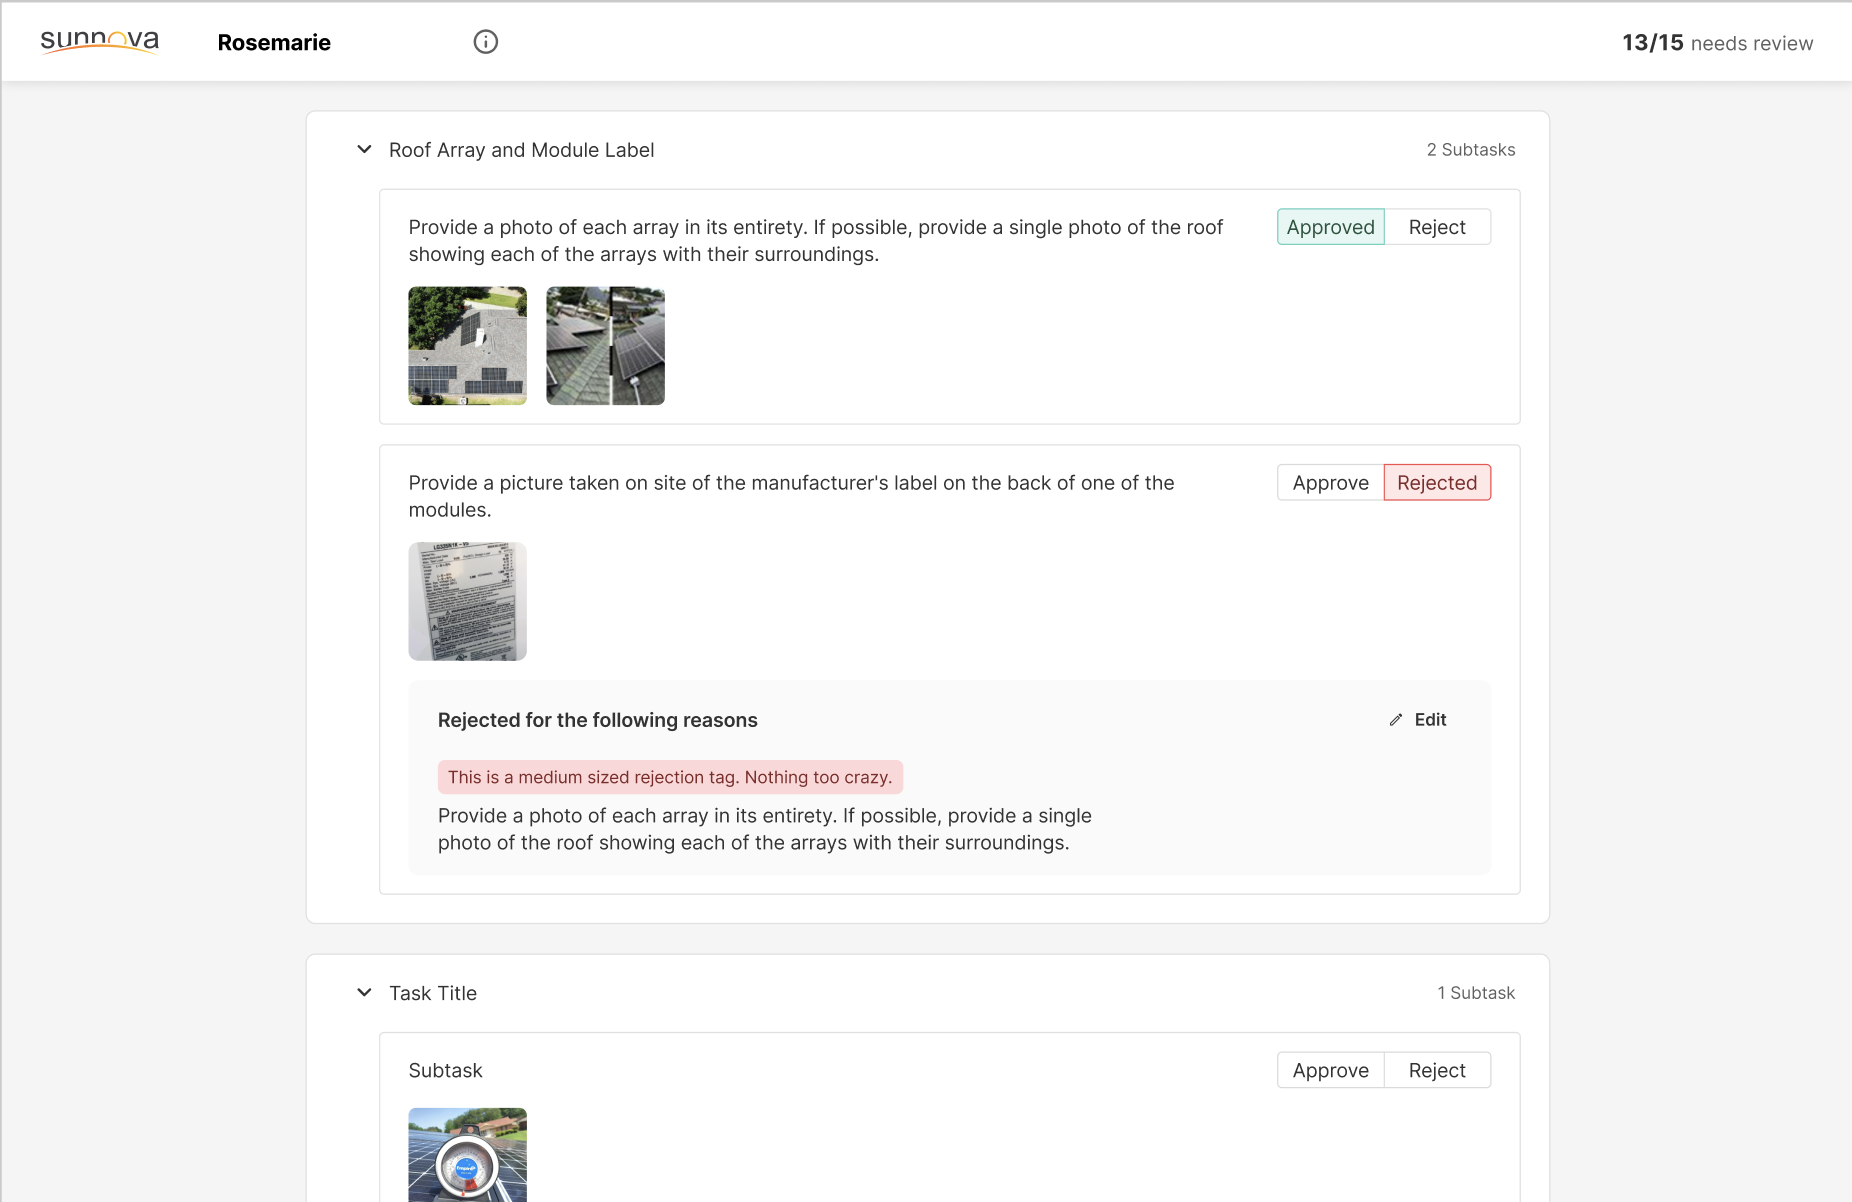 sunnova
Rosemarie
13/15 needs review
Roof Array and Module Label
2 Subtasks
Provide a photo of each array in its entirety. If possible, provide a single photo of the roof
showing each of the arrays with their surroundings.
Approved
Reject
Provide a picture taken on site of the manufacturer's label on the back of one of the
modules.
Approve
Rejected
Rejected for the following reasons
Edit
This is a medium sized rejection tag. Nothing too crazy.
Provide a photo of each array in its entirety. If possible, provide a single
photo of the roof showing each of the arrays with their surroundings.
Task Title
1 Subtask
Subtask
Approve
Reject